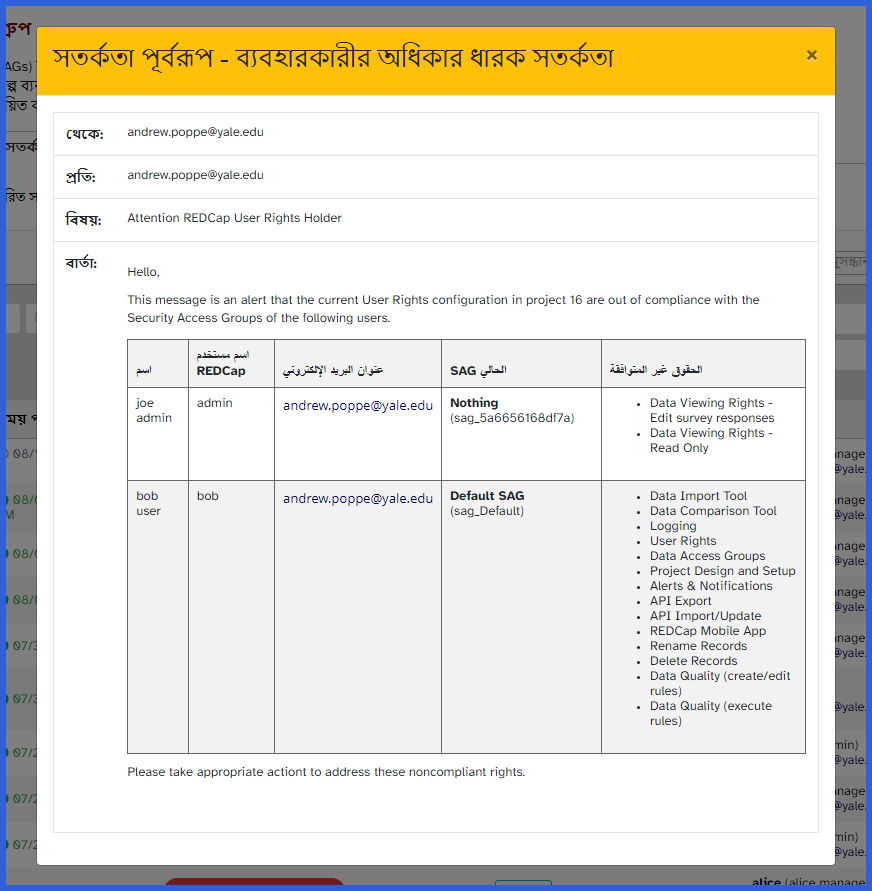 সতর্কতা পূর্বরূপ - ব্যবহারকারীর অধিকার ধারক সতর্কতা
×
থেকে: andrew.poppe@yale.edu
প্রতি: andrew.poppe@yale.edu
বিষয়: Attention REDCap User Rights Holder
বার্তা:
Hello,
This message is an alert that the current User Rights configuration in project 16 are out of compliance with the
Security Access Groups of the following users.
اسم
اسم مستخدم
REDCap
عنوان البريد الإلكتروني
SAG الحالي
الحقوق غير المتوافقة
joe
admin
admin
andrew.poppe@yale.edu
Nothing
(sag_5a6656168df7a)
Data Viewing Rights -
Edit survey responses
Data Viewing Rights -
Read Only
bob
user
bob
andrew.poppe@yale.edu
Default SAG
(sag_Default)
Data Import Tool
Data Comparison Tool
Logging
User Rights
Data Access Groups
Project Design and Setup
Alerts & Notifications
API Export
API Import/Update
REDCap Mobile App
Rename Records
Delete Records
Data Quality (create/edit
rules)
Data Quality (execute
rules)
Please take appropriate actiont to address these noncompliant rights.